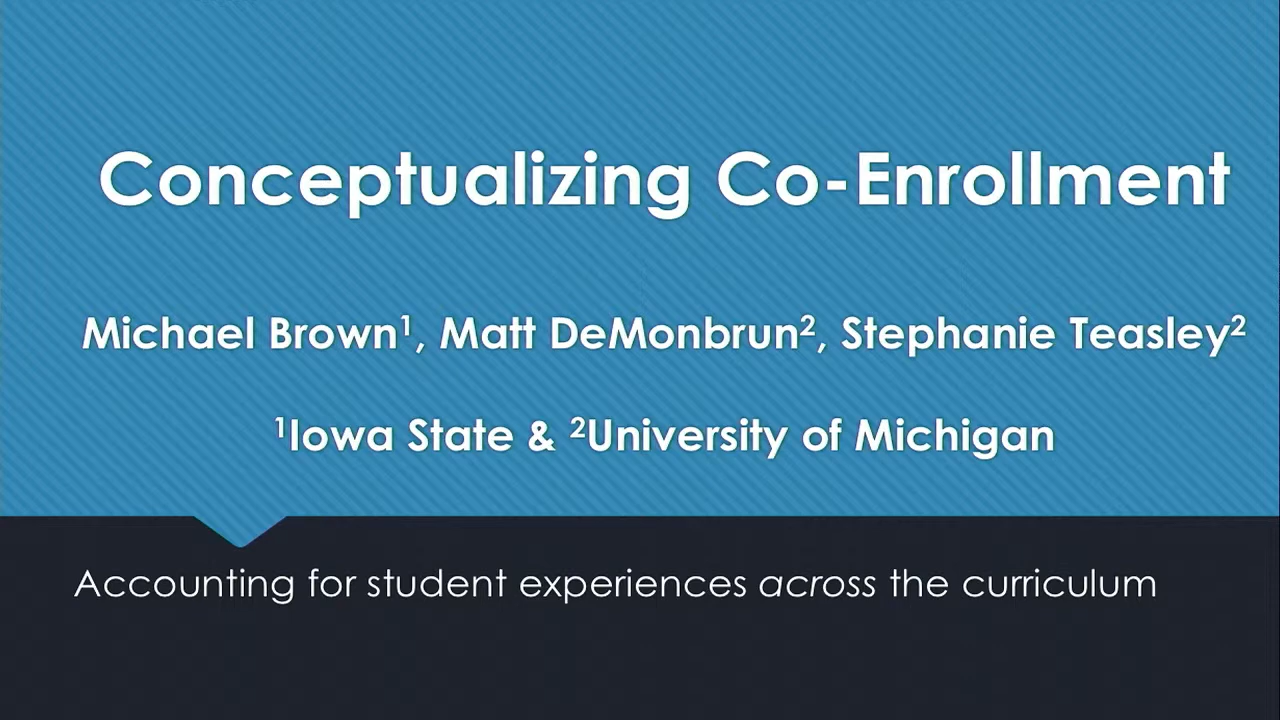 Conceptualizing Co-Enrollment
Michael Brown¹, Matt DeMonbrun², Stephanie Teasley²
¹Iowa State & ²University of Michigan
Accounting for student experiences across the curriculum